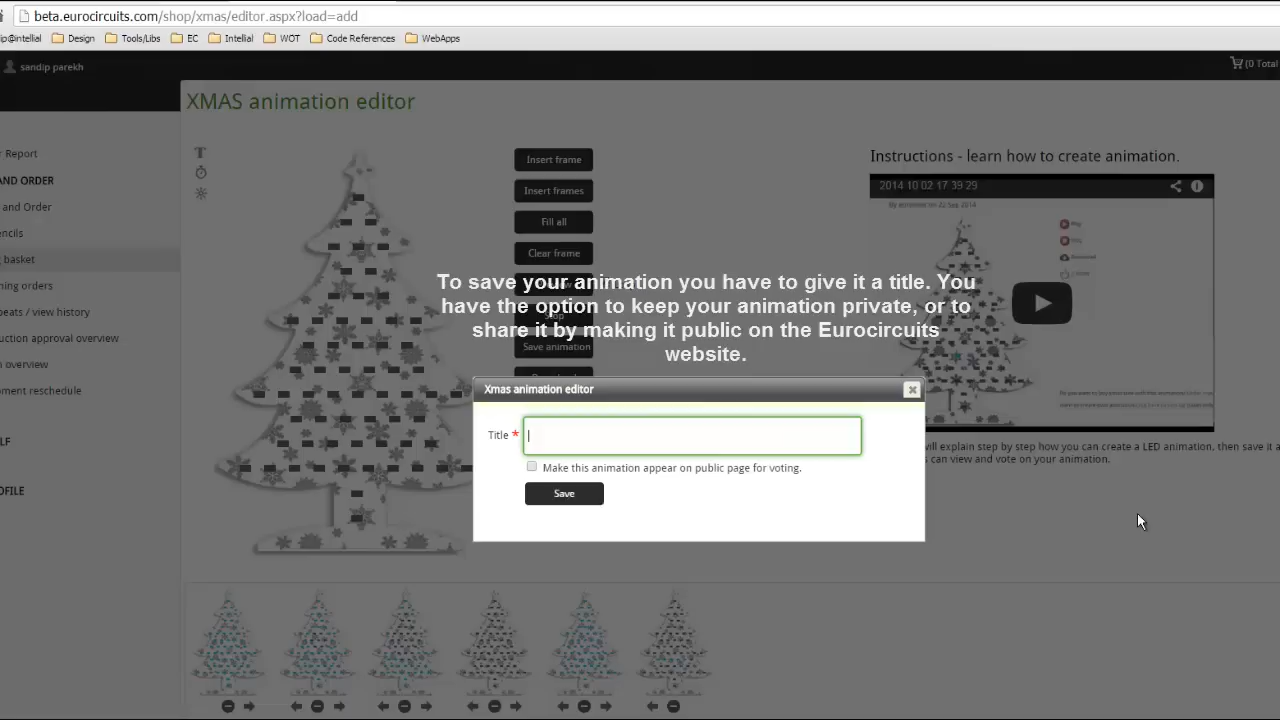 beta.eurocircuits.com/shop/xmas/editor.aspx?load=add
ip@intellial Design Tools/Libs EC Intellial WOT Code References WebApps
sandip parekh
(0 Total
XMAS animation editor
r Report
AND ORDER
and Order
encils
basket
ning orders
peats / view history
uction approval overview
n overview
pment reschedule
LF
OFILE
T
Insert frame
Insert frames
Fill all
Clear frame
Save animation
Instructions - learn how to create animation.
2014 10 02 17 39 29
To save your animation you have to give it a title. You
have the option to keep your animation private, or to
share it by making it public on the Eurocircuits
website.
Xmas animation editor
Title *
Make this animation appear on public page for voting.
Save
will explain step by step how you can create a LED animation, then save it a
can view and vote on your animation.